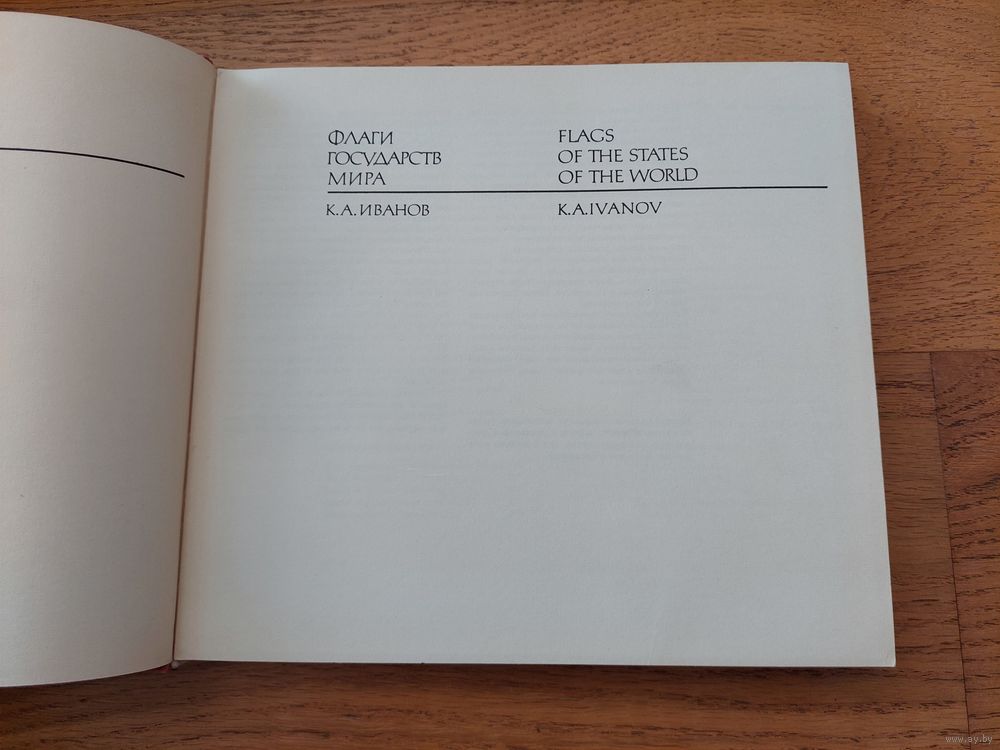 ФЛАГИ
ГОСУДАРСТВ
МИРА
К.А.ИВАНОВ
FLAGS
OF THE STATES
OF THE WORLD
K.A.IVANOV
www.ay.by